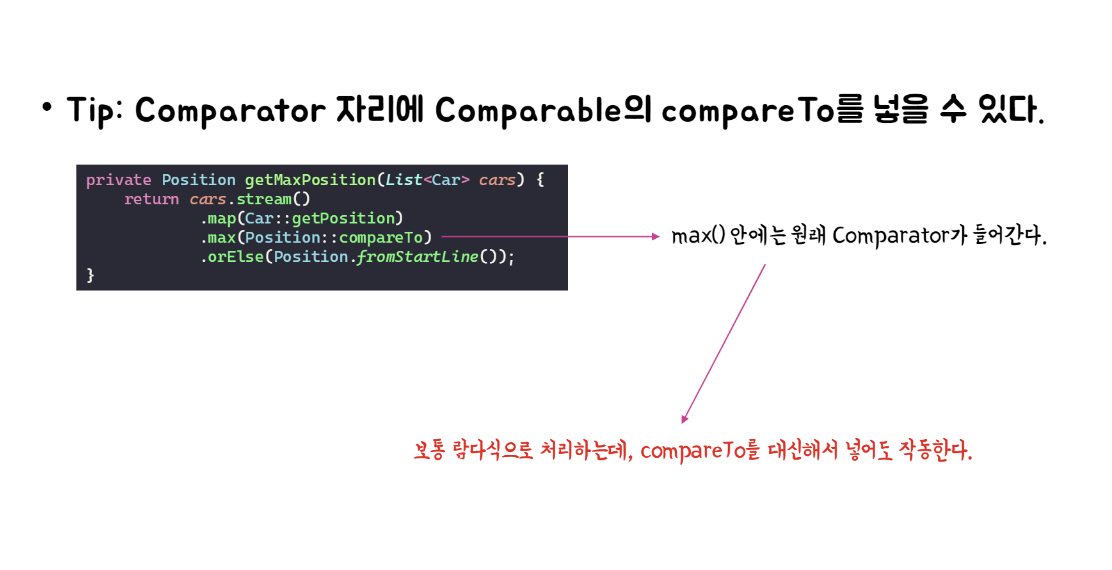 • Tip: Comparator 자리에 Comparable의 compareTo를 넣을 수 있다.
private Position getMaxPosition(List<Car> cars) {
    return cars.stream()
            .map(Car::getPosition)
            .max(Position::compareTo)
            .orElse(Position.fromStartLine());
}
max() 안에는 원래 Comparator가 들어간다.
보통 람다식으로 처리하는데, compareTo를 대신해서 넣어도 작동한다.